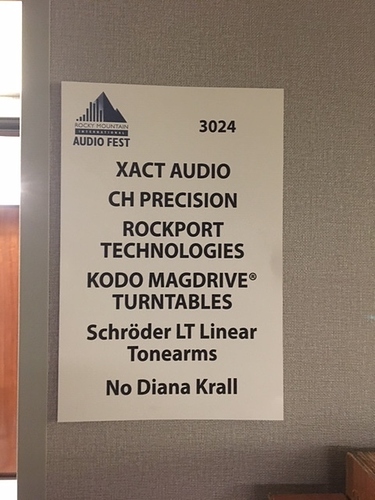 ROCKY MOUNTAIN
INTERNATIONAL
AUDIO FEST
3024
XACT AUDIO
CH PRECISION
ROCKPORT
TECHNOLOGIES
KODO MAGDRIVE®
TURNTABLES
Schröder LT Linear
Tonearms
No Diana Krall